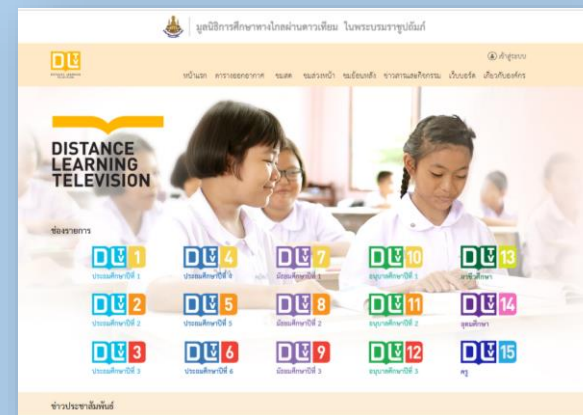 มูลนิธิการศึกษาทางไกลผ่านดาวเทียม ในพระบรมราชูปถัมภ์
DLTV
เข้าสู่ระบบ
หน้าแรก ตารางออกอากาศ ชมสด ชมล่วงหน้า ชมย้อนหลัง ข่าวสารและกิจกรรม เว็บบอร์ด เกี่ยวกับองค์กร
DISTANCE
LEARNING
TELEVISION
ช่องรายการ
DLTV 1 DLTV 4 DLTV 7 DLTV 10 DLTV 13
ประถมศึกษาปีที่ 1 ประถมศึกษาปีที่ 4 มัธยมศึกษาปีที่ 1 อนุบาลศึกษาปีที่ 1 อาชีวศึกษา
DLTV 2 DLTV 5 DLTV 8 DLTV 11 DLTV 14
ประถมศึกษาปีที่ 2 ประถมศึกษาปีที่ 5 มัธยมศึกษาปีที่ 2 อนุบาลศึกษาปีที่ 2 อุดมศึกษา
DLTV 3 DLTV 6 DLTV 9 DLTV 12 DLTV 15
ประถมศึกษาปีที่ 3 ประถมศึกษาปีที่ 6 มัธยมศึกษาปีที่ 3 อนุบาลศึกษาปีที่ 3 ครู
ข่าวประชาสัมพันธ์